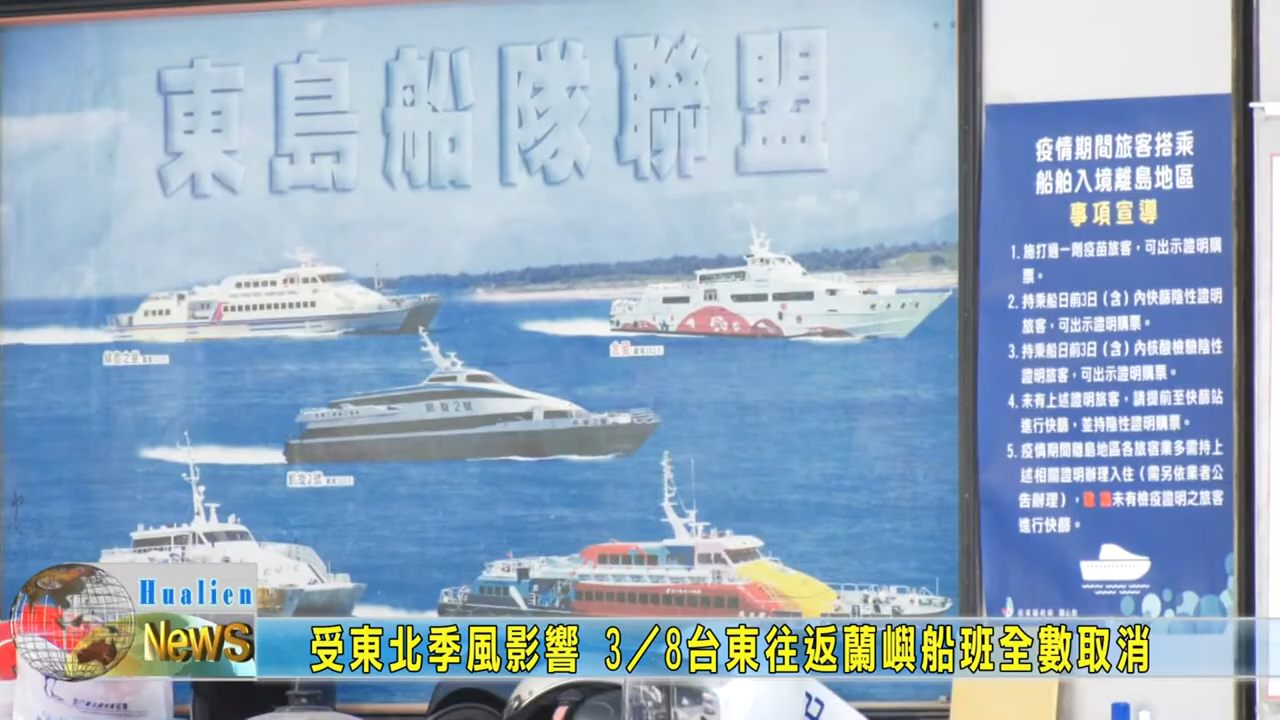 東島船隊聯盟
疫情期間旅客搭乘
船舶入境離島地區
事項宣導
1. 施打過一劑疫苗旅客，可出示證明購
票。
2. 持乘船日前3日（含）內快篩陰性證明
旅客，可出示證明購票。
3. 持乘船日前3日（含）內核酸檢驗陰性
證明旅客，可出示證明購票。
4. 未有上述證明旅客，請提前至快篩站
進行快篩，並持陰性證明購票。
5. 疫情期間離島地區各旅宿業多需持上
述相關證明辦理入住（需另依業者公
告辦理），未有檢疫證明之旅客
進行快篩。
金星
凱旋2號
凱旋2號
Hualien
News
受東北季風影響 3／8台東往返蘭嶼船班全數取消